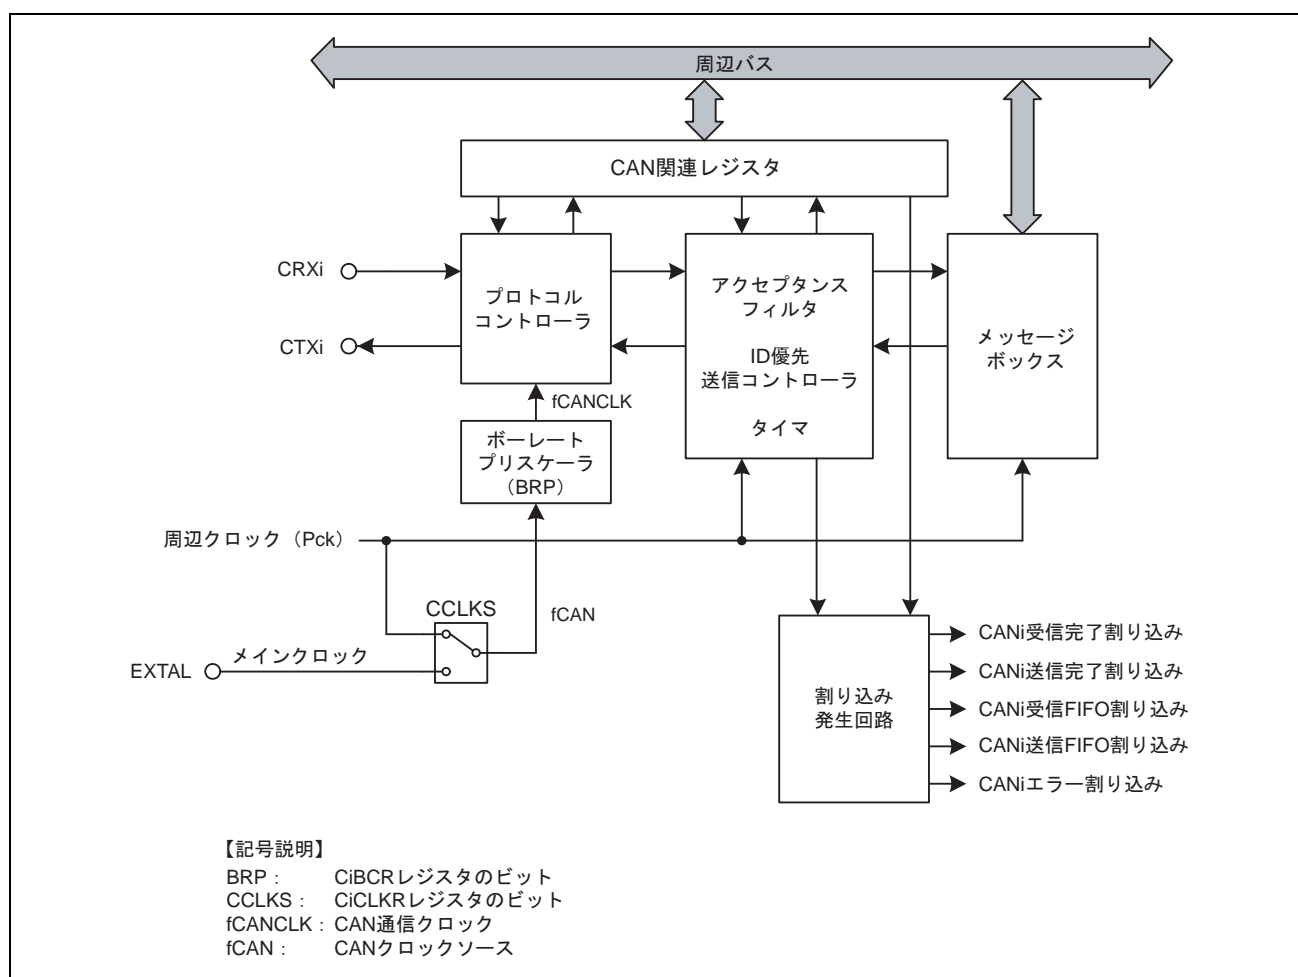 周辺バス
CAN関連レジスタ
CRXi
CTXi
プロトコル
コントローラ
アクセプタンス
フィルタ
ID優先
送信コントローラ
タイマ
メッセージ
ボックス
fCANCLK
ボーレート
プリスケーラ
（BRP）
周辺クロック（Pck）
CCLKS
fCAN
EXTAL
メインクロック
割り込み
発生回路
CANi受信完了割り込み
CANi送信完了割り込み
CANi受信FIFO割り込み
CANi送信FIFO割り込み
CANiエラー割り込み
【記号説明】
BRP： CiBCRレジスタのビット
CCLKS： CiCLKRレジスタのビット
fCANCLK：CAN通信クロック
fCAN： CANクロックソース